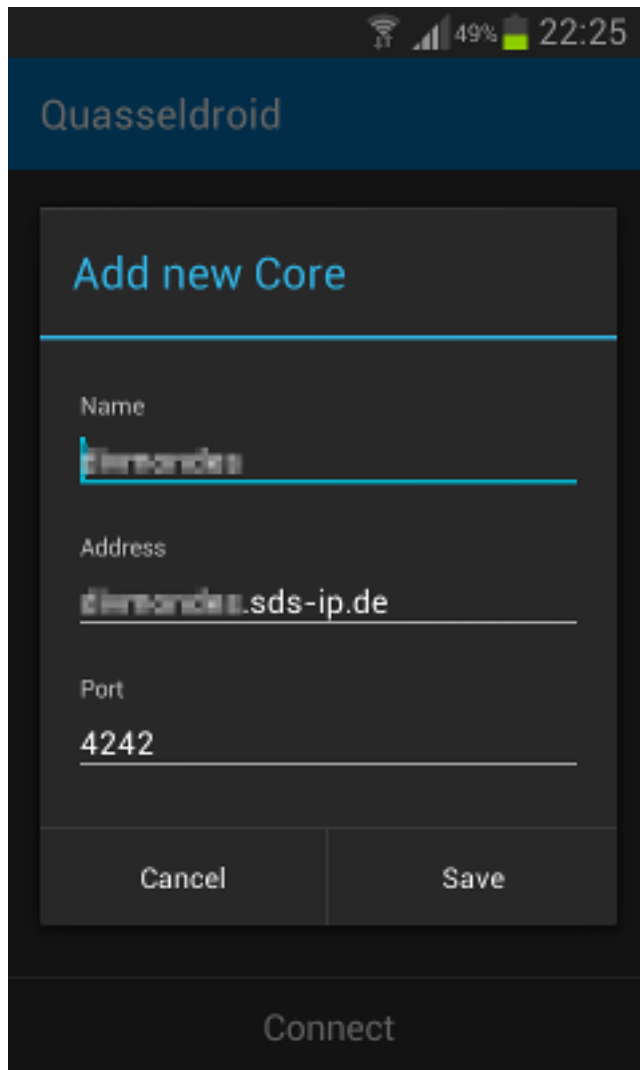 49% 22:25
Quasseldroid
Add new Core
Name
Address
.sds-ip.de
Port
4242
Cancel Save
Connect